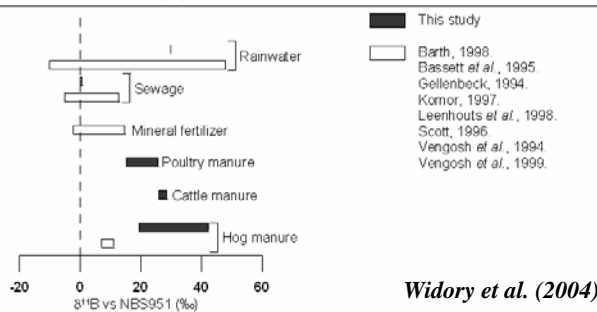 Rainwater
Sewage
Mineral fertilizer
Poultry manure
Cattle manure
Hog manure
-20 0 20 40 60
δ¹¹B vs NBS951 (‰)
This study
Barth, 1998.
Bassett et al., 1995.
Gellenbeck, 1994.
Komor, 1997.
Leenhouts et al., 1998.
Scott, 1996.
Vengosh et al., 1994.
Vengosh et al., 1999.
Widory et al. (2004)